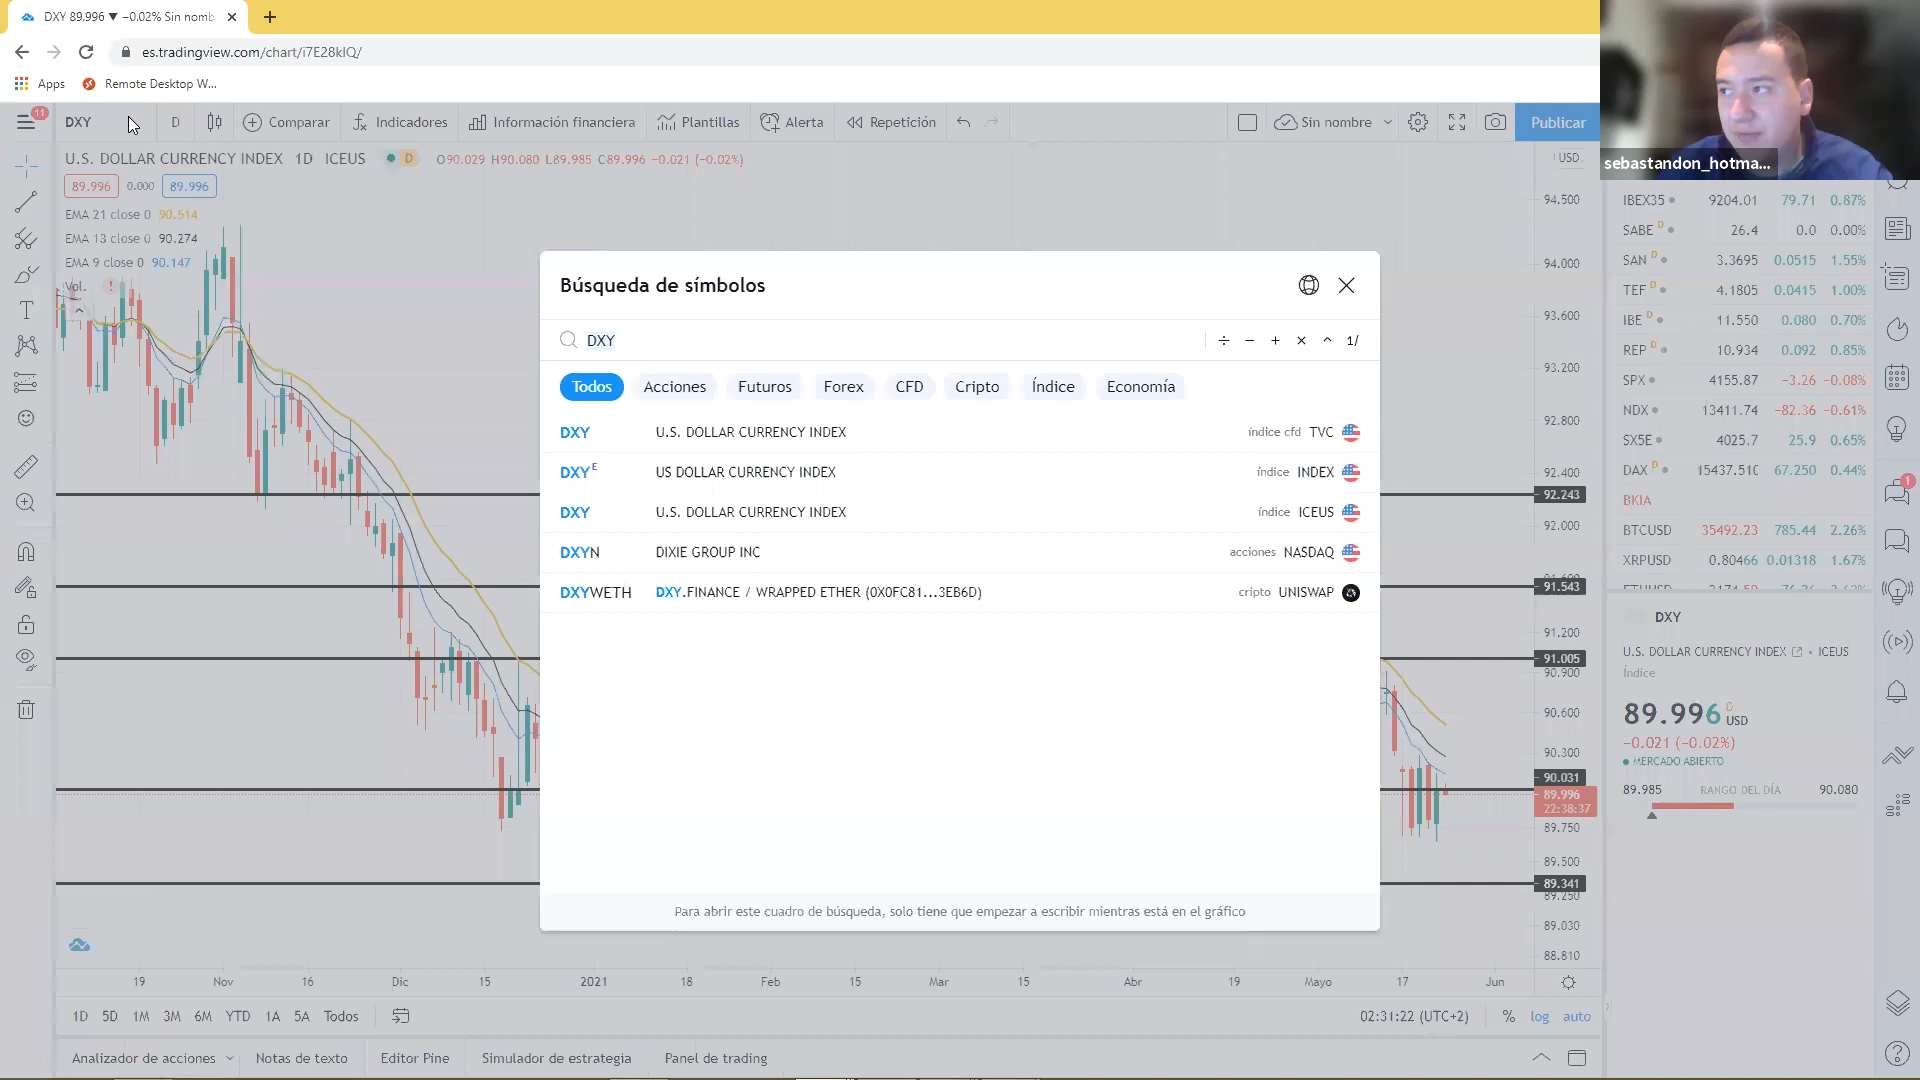 DXY 89.996 ▼ −0.02% Sin nomb
es.tradingview.com/chart/i7E28kIQ/
Apps
Remote Desktop W...
11
DXY
D
Comparar
Indicadores
Información financiera
Plantillas
Alerta
Repetición
Sin nombre
Publicar
sebastandon_hotma...
U.S. DOLLAR CURRENCY INDEX 1D ICEUS
D
O90.029 H90.080 L89.985 C89.996 −0.021 (−0.02%)
USD
89.996 0.000 89.996
EMA 21 close 0 90.514
EMA 13 close 0 90.274
EMA 9 close 0 90.147
Vol. !
Búsqueda de símbolos
DXY
÷ − + × ^ 1/
Todos
Acciones
Futuros
Forex
CFD
Cripto
Índice
Economía
DXY U.S. DOLLAR CURRENCY INDEX índice cfd TVC
DXY E US DOLLAR CURRENCY INDEX índice INDEX
DXY U.S. DOLLAR CURRENCY INDEX índice ICEUS
DXYN DIXIE GROUP INC acciones NASDAQ
DXYWETH DXY.FINANCE / WRAPPED ETHER (0X0FC81...3EB6D) cripto UNISWAP
Para abrir este cuadro de búsqueda, solo tiene que empezar a escribir mientras está en el gráfico
94.500
94.000
93.600
93.200
92.800
92.400
92.243
92.000
91.543
91.200
91.005
90.900
90.600
90.300
90.031
89.996
22:38:37
89.750
89.500
89.341
89.250
89.030
88.810
19
Nov
16
Dic
15
2021
18
Feb
15
Mar
15
Abr
19
Mayo
17
Jun
1D 5D 1M 3M 6M YTD 1A 5A Todos
02:31:22 (UTC+2)
% log auto
Analizador de acciones
Notas de texto
Editor Pine
Simulador de estrategia
Panel de trading
IBEX35 9204.01 79.71 0.87%
SABE D 26.4 0.0 0.00%
SAN D 3.3695 0.0515 1.55%
TEF D 4.1805 0.0415 1.00%
IBE D 11.550 0.080 0.70%
REP D 10.934 0.092 0.85%
SPX 4155.87 −3.26 −0.08%
NDX 13411.74 −82.36 −0.61%
SX5E 4025.7 25.9 0.65%
DAX D 15437.510 67.250 0.44%
BKIA
BTCUSD 35492.23 785.44 2.26%
XRPUSD 0.80466 0.01318 1.67%
1
DXY
U.S. DOLLAR CURRENCY INDEX • ICEUS
Índice
89.996 D USD
−0.021 (−0.02%)
MERCADO ABIERTO
89.985 RANGO DEL DÍA 90.080